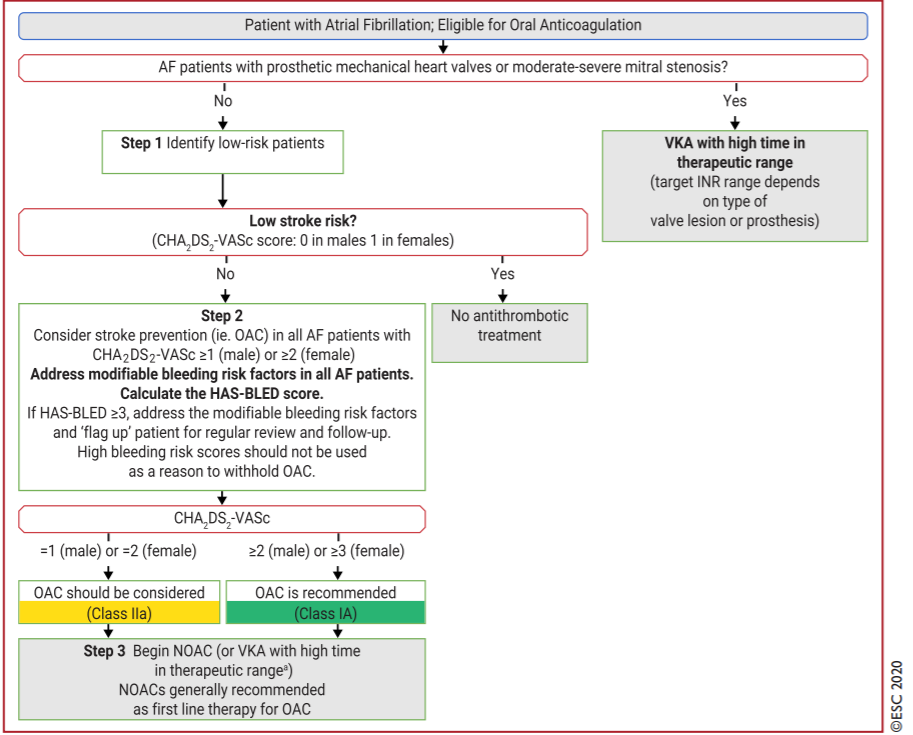 Patient with Atrial Fibrillation; Eligible for Oral Anticoagulation
AF patients with prosthetic mechanical heart valves or moderate-severe mitral stenosis?
No
Yes
Step 1 Identify low-risk patients
VKA with high time in
therapeutic range
(target INR range depends
on type of
valve lesion or prosthesis)
Low stroke risk?
(CHA₂DS₂-VASc score: 0 in males 1 in females)
No
Yes
Step 2
Consider stroke prevention (ie. OAC) in all AF patients with
CHA₂DS₂-VASc ≥1 (male) or ≥2 (female)
Address modifiable bleeding risk factors in all AF patients.
Calculate the HAS-BLED score.
If HAS-BLED ≥3, address the modifiable bleeding risk factors
and ‘flag up’ patient for regular review and follow-up.
High bleeding risk scores should not be used
as a reason to withhold OAC.
No antithrombotic
treatment
CHA₂DS₂-VASc
=1 (male) or =2 (female)
≥2 (male) or ≥3 (female)
OAC should be considered
(Class IIa)
OAC is recommended
(Class IA)
Step 3 Begin NOAC (or VKA with high time
in therapeutic rangeᵃ)
NOACs generally recommended
as first line therapy for OAC
©ESC 2020